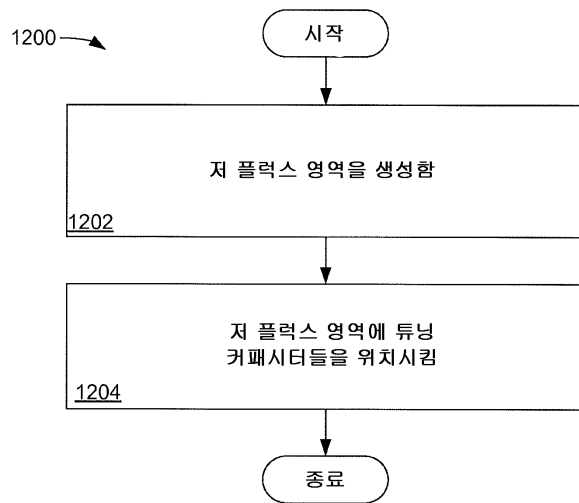 1200
시작
저 플럭스 영역을 생성함
1202
저 플럭스 영역에 튜닝
커패시터들을 위치시킴
1204
종료